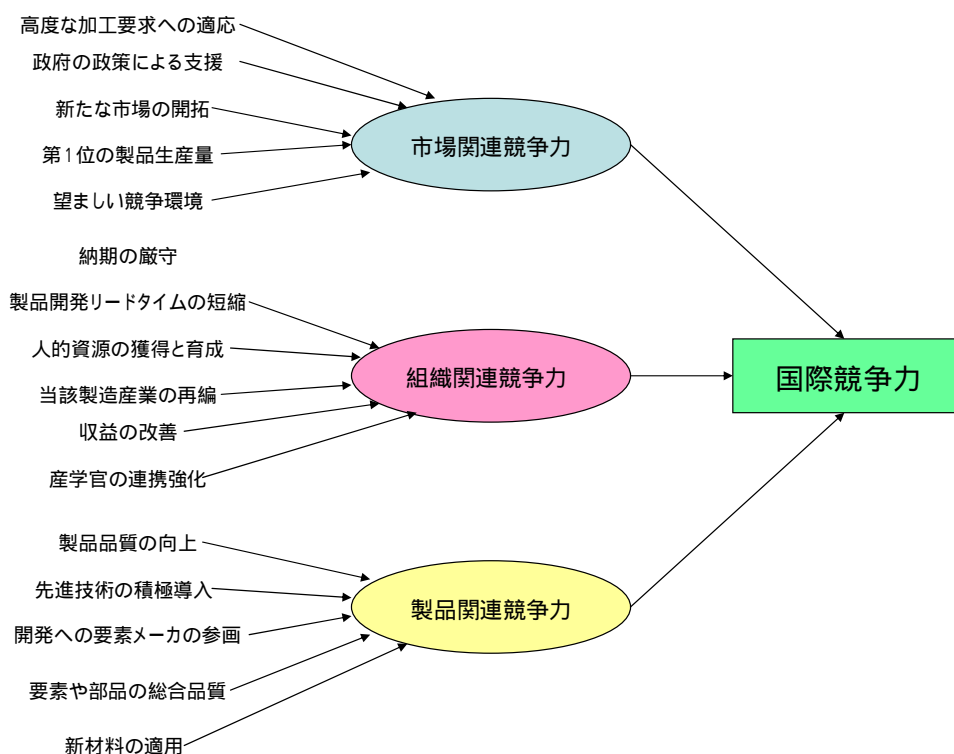 高度な加工要求への適応
政府の政策による支援
新たな市場の開拓
第1位の製品生産量
望ましい競争環境
市場関連競争力
納期の厳守
製品開発リードタイムの短縮
人的資源の獲得と育成
当該製造産業の再編
収益の改善
産学官の連携強化
組織関連競争力
国際競争力
製品品質の向上
先進技術の積極導入
開発への要素メーカの参画
要素や部品の総合品質
新材料の適用
製品関連競争力